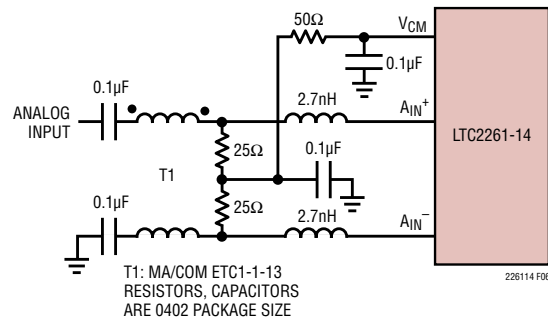 50Ω
VCM
0.1µF
0.1µF
2.7nH
AIN+
ANALOG
INPUT
LTC2261-14
25Ω
0.1µF
T1
0.1µF
25Ω
2.7nH
AIN−
T1: MA/COM ETC1-1-13
RESISTORS, CAPACITORS
ARE 0402 PACKAGE SIZE
226114 F06